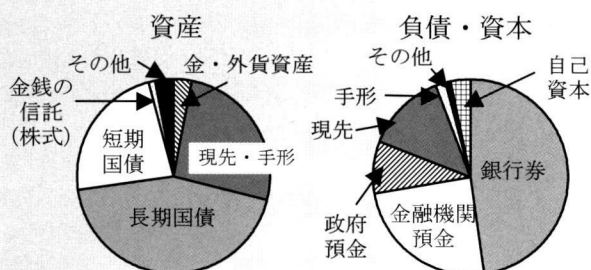 資産
その他
金・外貨資産
金銭の
信託
(株式)
短期
国債
現先・手形
長期国債
負債・資本
その他
自己
資本
手形
現先
銀行券
政府
預金
金融機関
預金